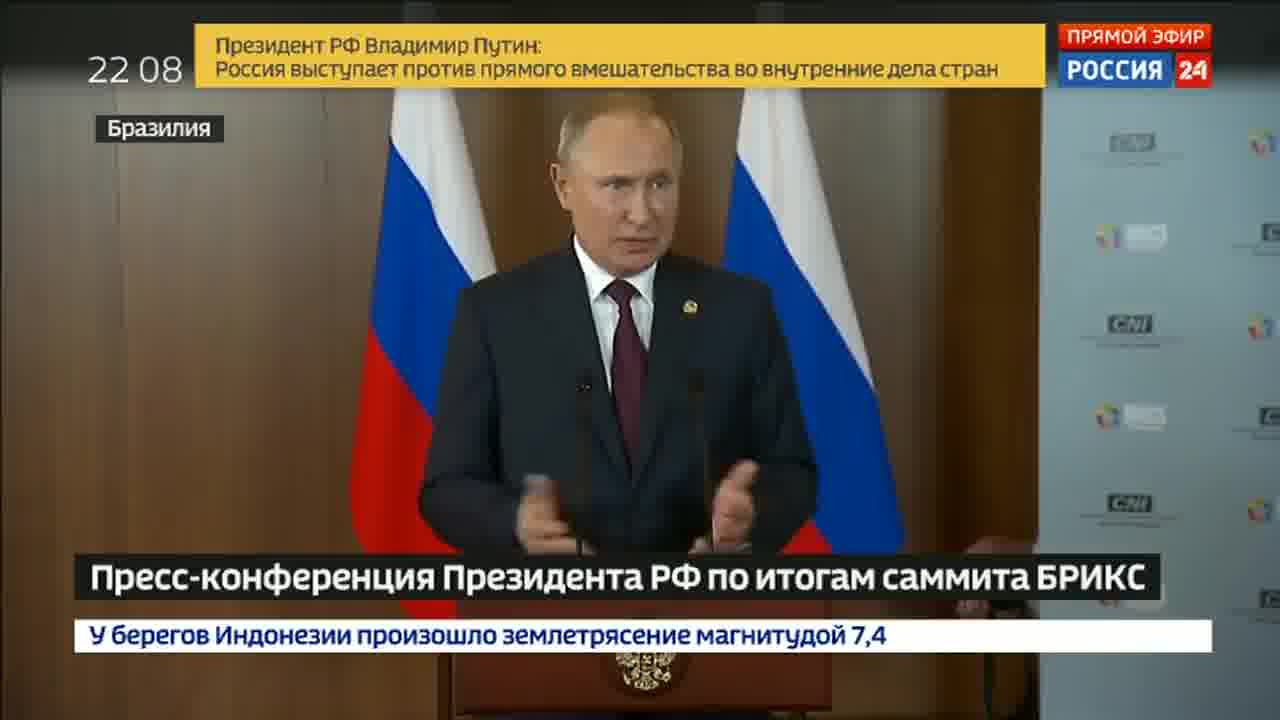 22 08
Президент РФ Владимир Путин:
Россия выступает против прямого вмешательства во внутренние дела стран
ПРЯМОЙ ЭФИР
РОССИЯ 24
Бразилия
CNI
CNI
CNI
Пресс-конференция Президента РФ по итогам саммита БРИКС
У берегов Индонезии произошло землетрясение магнитудой 7,4